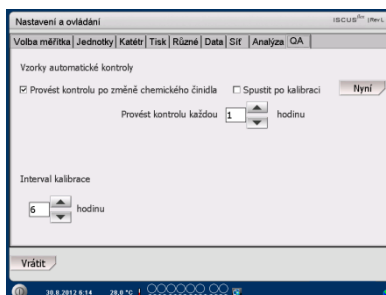 Nastavení a ovládání
ISCUSflex (Rev.)
Volba měřítka Jednotky Katétr Tisk Různé Data Síť Analýza QA
Vzorky automatické kontroly
Provést kontrolu po změně chemického činidla Spustit po kalibraci Nyní
Provést kontrolu každou 1 hodinu
Interval kalibrace
6 hodinu
Vrátit
30.8.2012 6:14 28,0 °C